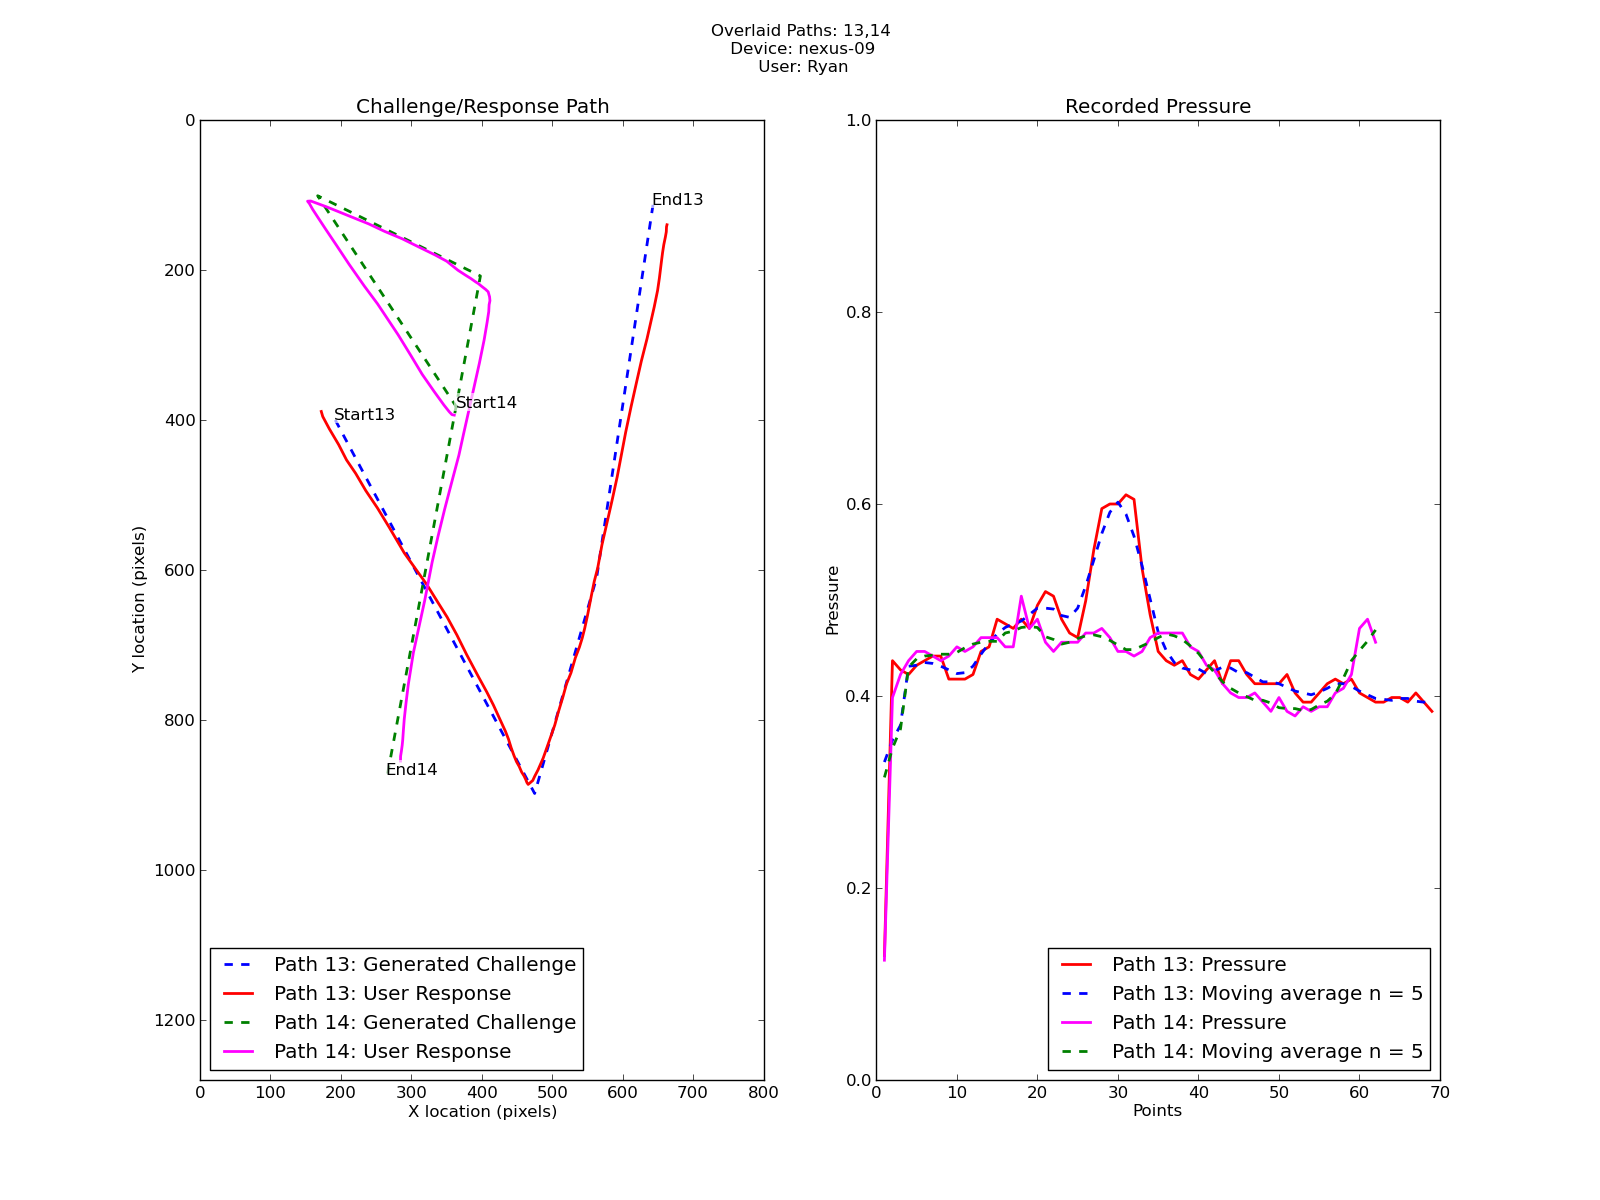 Overlaid Paths: 13,14
Device: nexus-09
User: Ryan
Challenge/Response Path
0
200
400
600
800
1000
1200
Y location (pixels)
End13
Start14
Start13
End14
Path 13: Generated Challenge
Path 13: User Response
Path 14: Generated Challenge
Path 14: User Response
0 100 200 300 400 500 600 700 800
X location (pixels)
Recorded Pressure
1.0
0.8
0.6
0.4
0.2
0.0
Pressure
Path 13: Pressure
Path 13: Moving average n = 5
Path 14: Pressure
Path 14: Moving average n = 5
0 10 20 30 40 50 60 70
Points